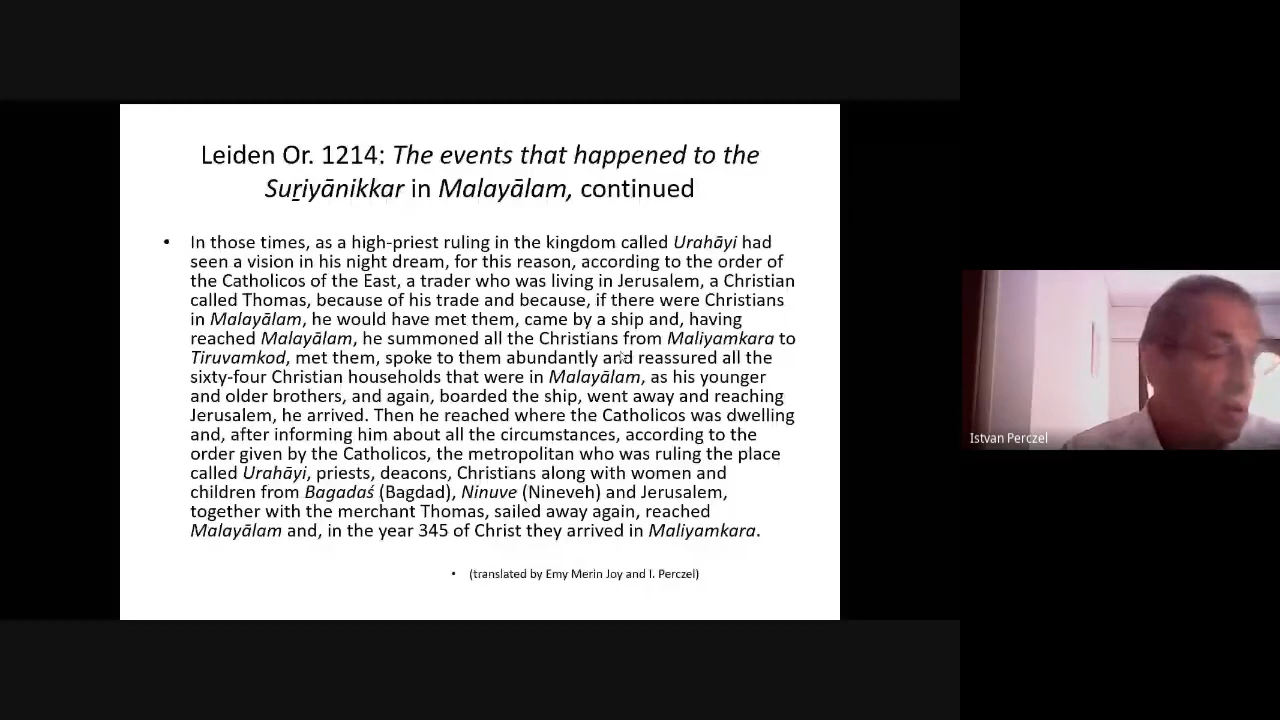 Leiden Or. 1214: The events that happened to the
Suṟiyānikkar in Malayālam, continued
• In those times, as a high-priest ruling in the kingdom called Urahāyi had
seen a vision in his night dream, for this reason, according to the order of
the Catholicos of the East, a trader who was living in Jerusalem, a Christian
called Thomas, because of his trade and because, if there were Christians
in Malayālam, he would have met them, came by a ship and, having
reached Malayālam, he summoned all the Christians from Maliyamkara to
Tiruvamkod, met them, spoke to them abundantly and reassured all the
sixty-four Christian households that were in Malayālam, as his younger
and older brothers, and again, boarded the ship, went away and reaching
Jerusalem, he arrived. Then he reached where the Catholicos was dwelling
and, after informing him about all the circumstances, according to the
order given by the Catholicos, the metropolitan who was ruling the place
called Urahāyi, priests, deacons, Christians along with women and
children from Bagadaś (Bagdad), Ninuve (Nineveh) and Jerusalem,
together with the merchant Thomas, sailed away again, reached
Malayālam and, in the year 345 of Christ they arrived in Maliyamkara.
• (translated by Emy Merin Joy and I. Perczel)
Istvan Perczel